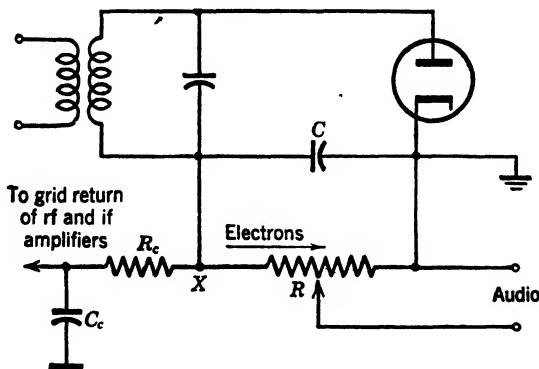 C
To grid return
of rf and if
amplifiers
Rc
Electrons
X
R
Audio
Cc